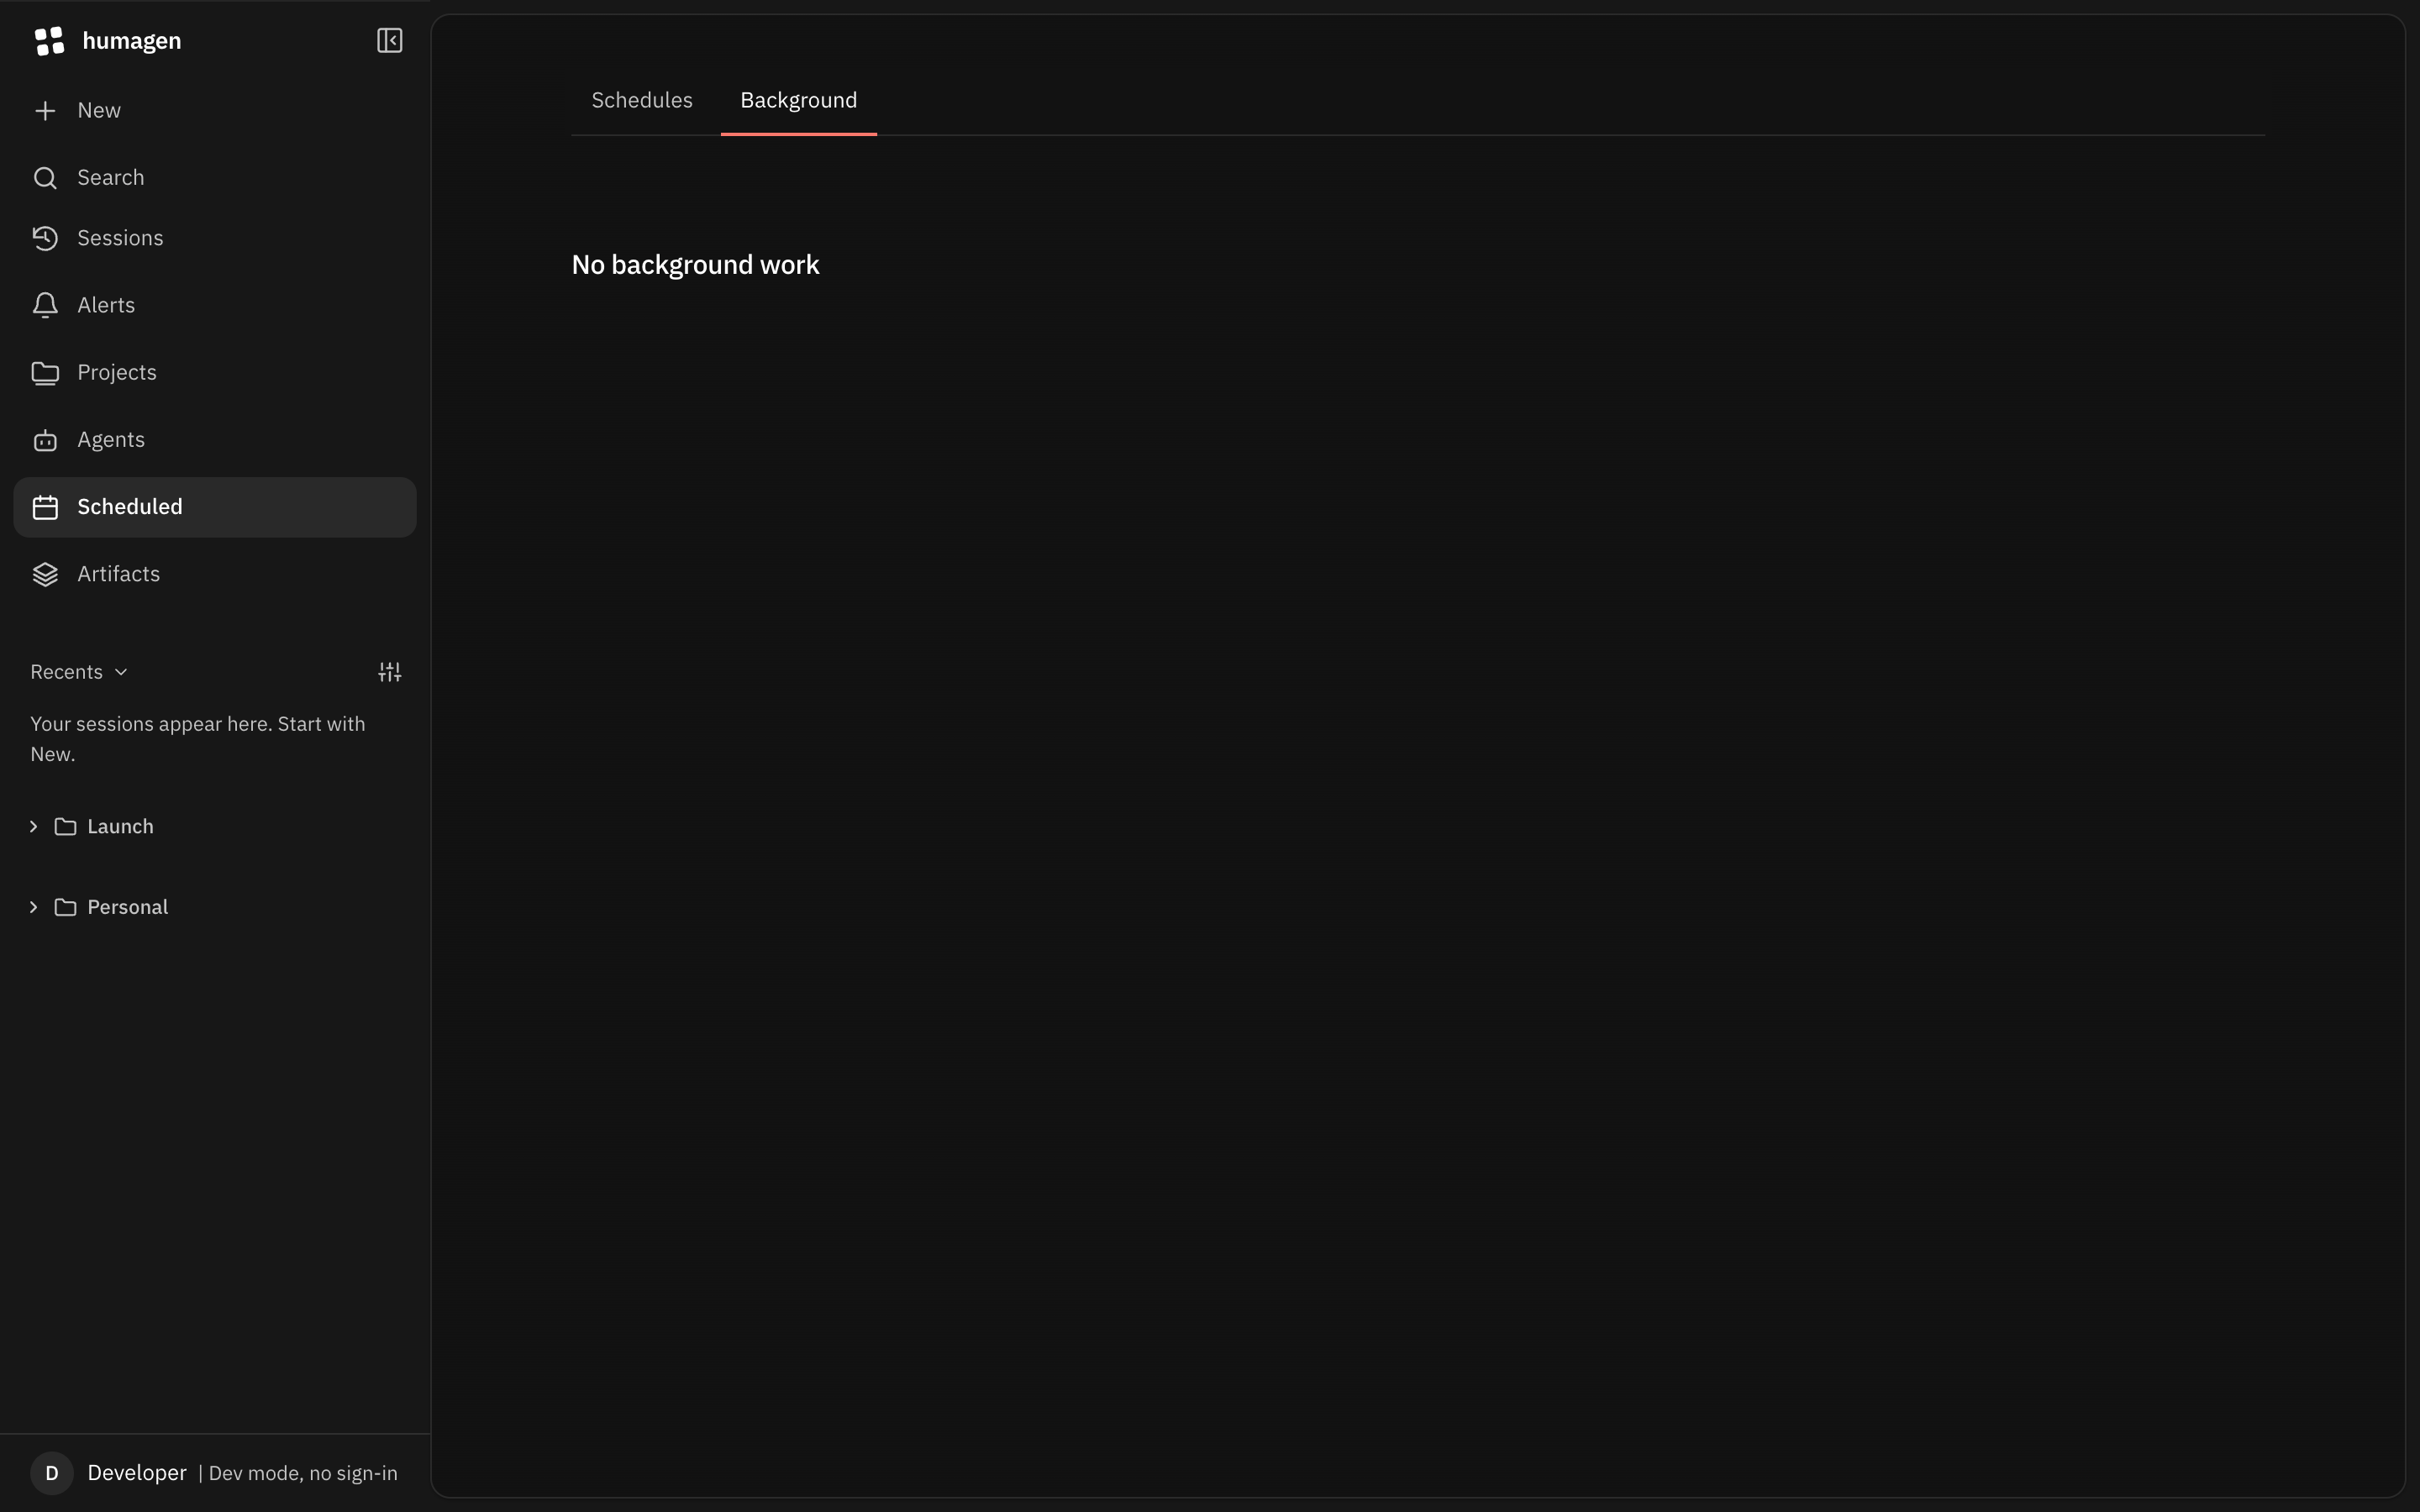 humagen
New
Search
Sessions
Alerts
Projects
Agents
Scheduled
Artifacts
Recents
Your sessions appear here. Start with
New.
Launch
Personal
D
Developer | Dev mode, no sign-in
Schedules
Background
No background work